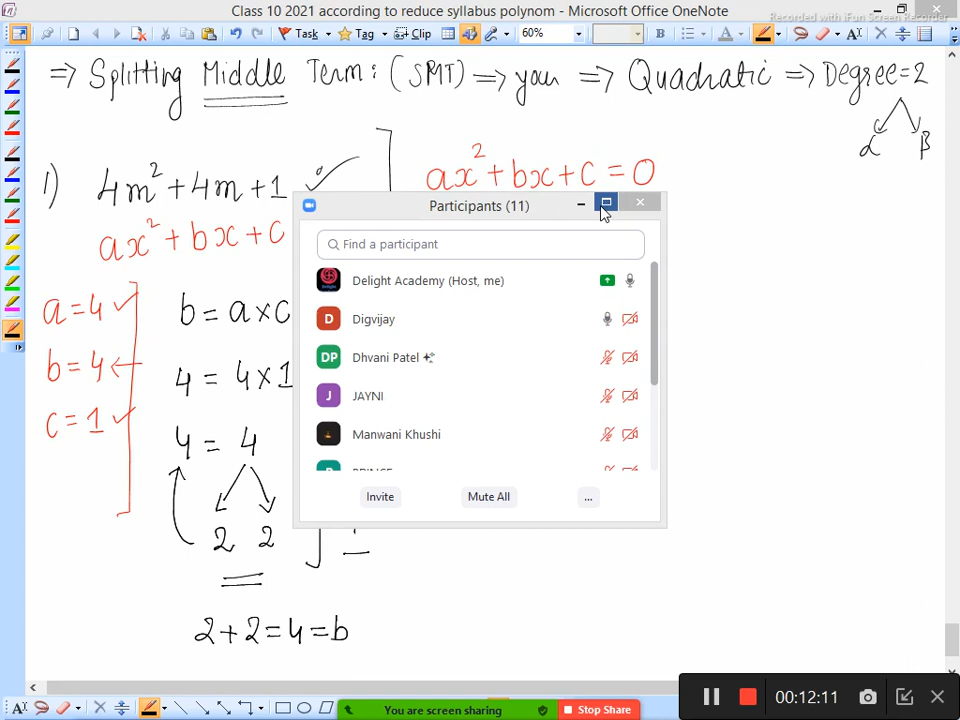 Class 10 2021 according to reduce syllabus polynom - Microsoft Office OneNote
Recorded with iFun Screen Recorder
Task Tag Clip 60% B A
=> Splitting Middle Term: (SMT) => your => Quadratic => Degree=2
α β
1) 4m² + 4m + 1 ✓
ax² + bx + c = 0
ax² + bx + c
a = 4 ✓
b = 4 ←
c = 1 ✓
b = a × c
4 = 4 × 1
4 = 4
2 2
2 + 2 = 4 = b
Participants (11)
Find a participant
Delight Academy (Host, me)
D Digvijay
DP Dhvani Patel
J JAYNI
Manwani Khushi
Invite Mute All ...
You are screen sharing Stop Share
00:12:11